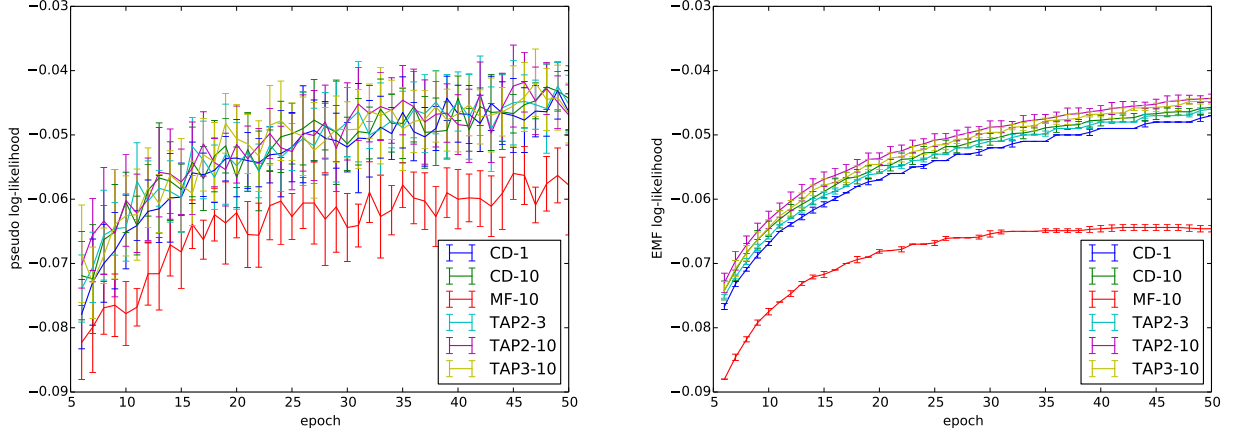 −0.03
−0.04
−0.05
−0.06
−0.07
−0.08
−0.09
pseudo log-likelihood
5 10 15 20 25 30 35 40 45 50
epoch
CD-1
CD-10
MF-10
TAP2-3
TAP2-10
TAP3-10
−0.03
−0.04
−0.05
−0.06
−0.07
−0.08
−0.09
EMF log-likelihood
5 10 15 20 25 30 35 40 45 50
epoch
CD-1
CD-10
MF-10
TAP2-3
TAP2-10
TAP3-10